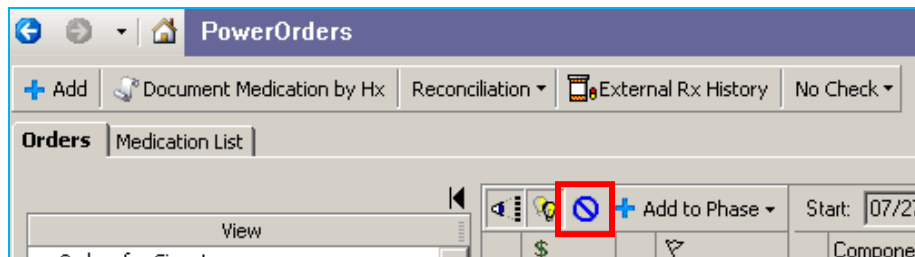 PowerOrders
Add Document Medication by Hx Reconciliation External Rx History No Check
Orders Medication List
Add to Phase Start: 07/27
View
$ Compone